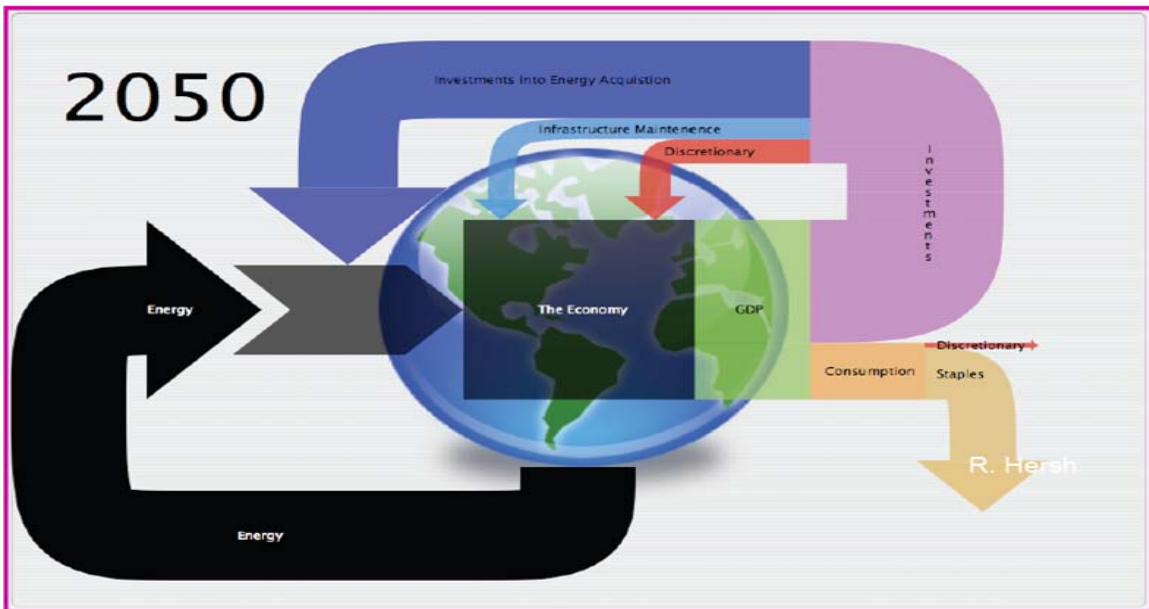 2050
Investments Into Energy Acquistion
Infrastructure Maintenence
Discretionary
Investments
Energy
The Economy
GDP
Discretionary
Consumption
Staples
R. Hersh
Energy